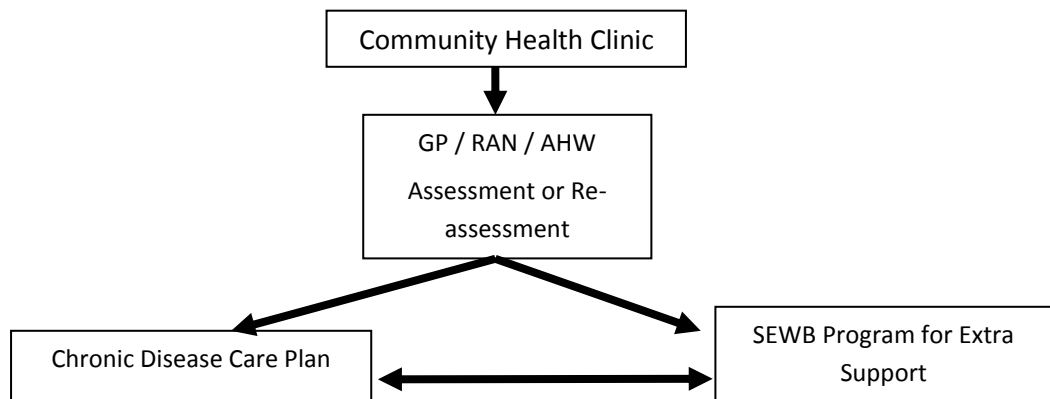 Community Health Clinic
GP / RAN / AHW
Assessment or Re-
assessment
Chronic Disease Care Plan
SEWB Program for Extra
Support